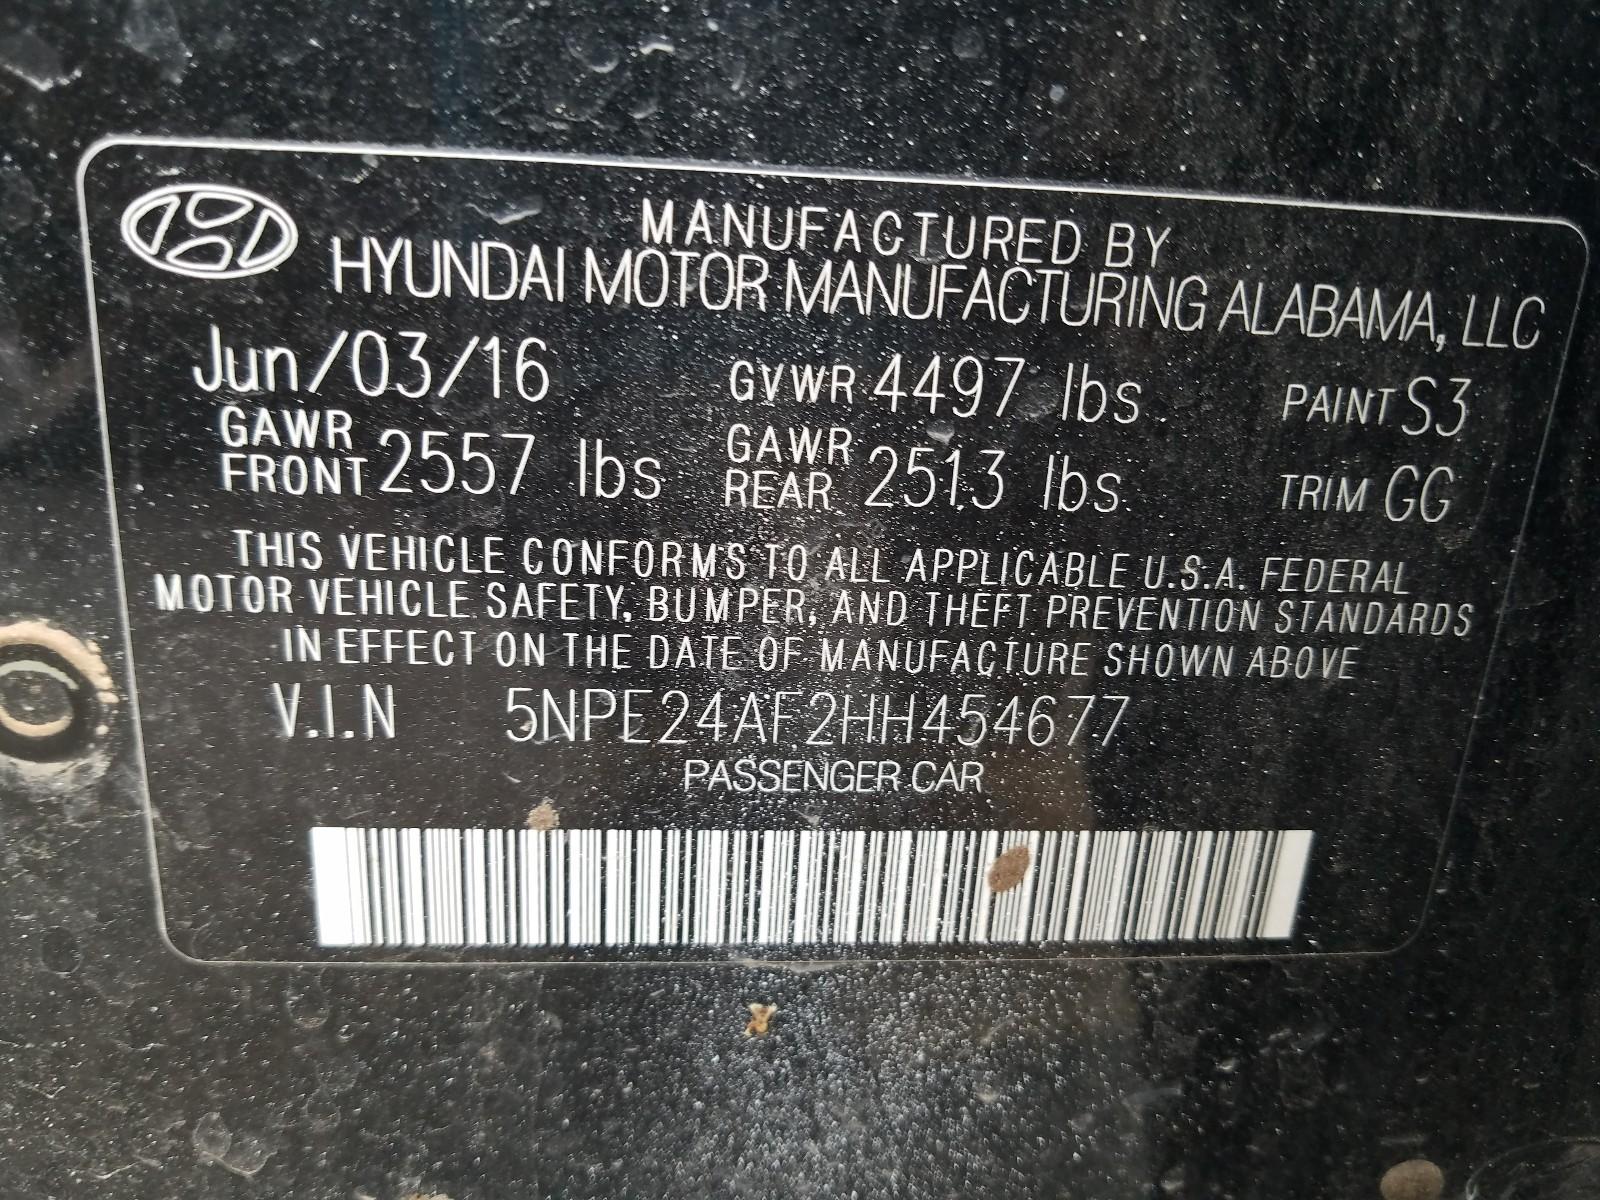 MANUFACTURED BY
HYUNDAI MOTOR MANUFACTURING ALABAMA, LLC
Jun/03/16 GVWR 4497 lbs PAINT S3
GAWR FRONT 2557 lbs GAWR REAR 2513 lbs TRIM GG
THIS VEHICLE CONFORMS TO ALL APPLICABLE U.S.A. FEDERAL
MOTOR VEHICLE SAFETY, BUMPER, AND THEFT PREVENTION STANDARDS
IN EFFECT ON THE DATE OF MANUFACTURE SHOWN ABOVE
V.I.N 5NPE24AF2HH454677
PASSENGER CAR